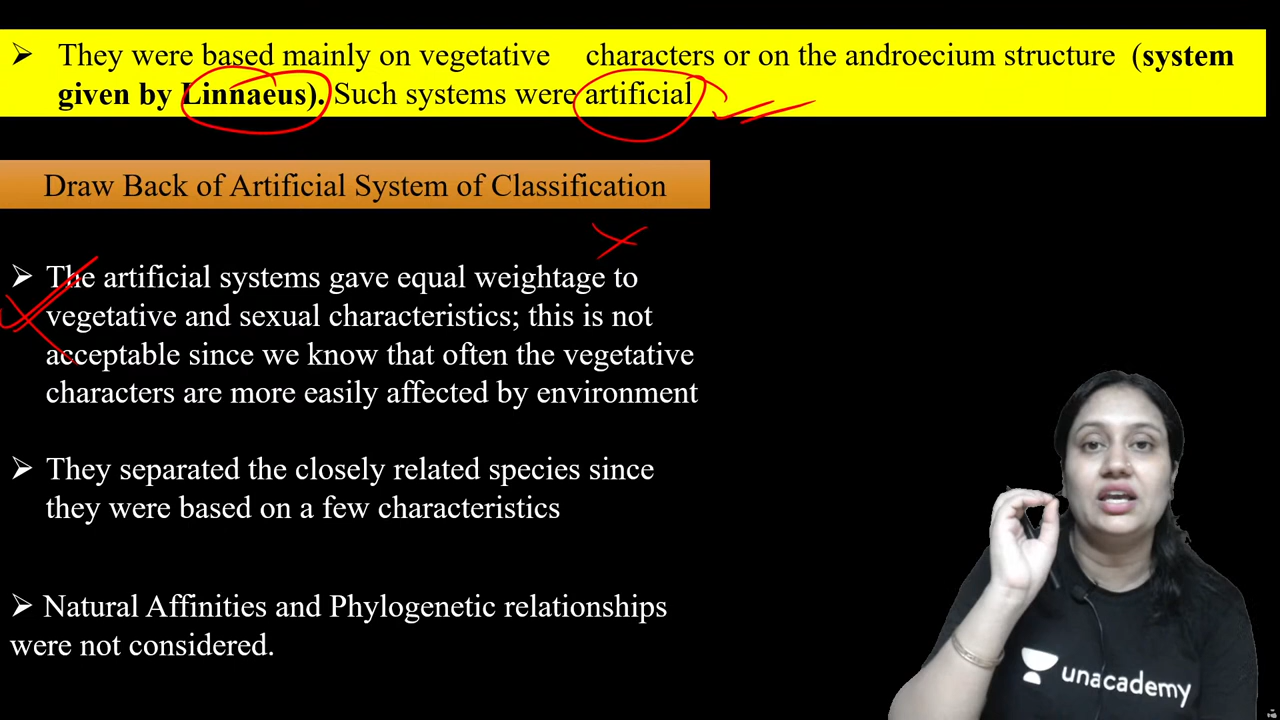 ➢ They were based mainly on vegetative characters or on the androecium structure (system
given by Linnaeus). Such systems were artificial
Draw Back of Artificial System of Classification
➢ The artificial systems gave equal weightage to
vegetative and sexual characteristics; this is not
acceptable since we know that often the vegetative
characters are more easily affected by environment
➢ They separated the closely related species since
they were based on a few characteristics
➢ Natural Affinities and Phylogenetic relationships
were not considered.
unacademy